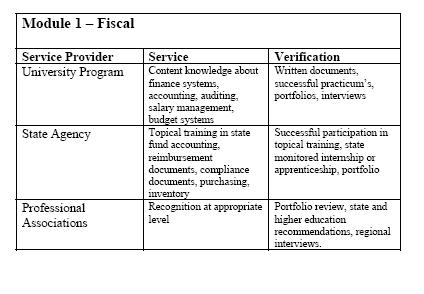 Module 1 – Fiscal
Service Provider Service Verification
University Program
Content knowledge about
finance systems,
accounting, auditing,
salary management,
budget systems
Written documents,
successful practicum's,
portfolios, interviews
State Agency
Topical training in state
fund accounting,
reimbursement
documents, compliance
documents, purchasing,
inventory
Successful participation in
topical training, state
monitored internship or
apprenticeship, portfolio
Professional
Associations
Recognition at appropriate
level
Portfolio review, state and
higher education
recommendations, regional
interviews.